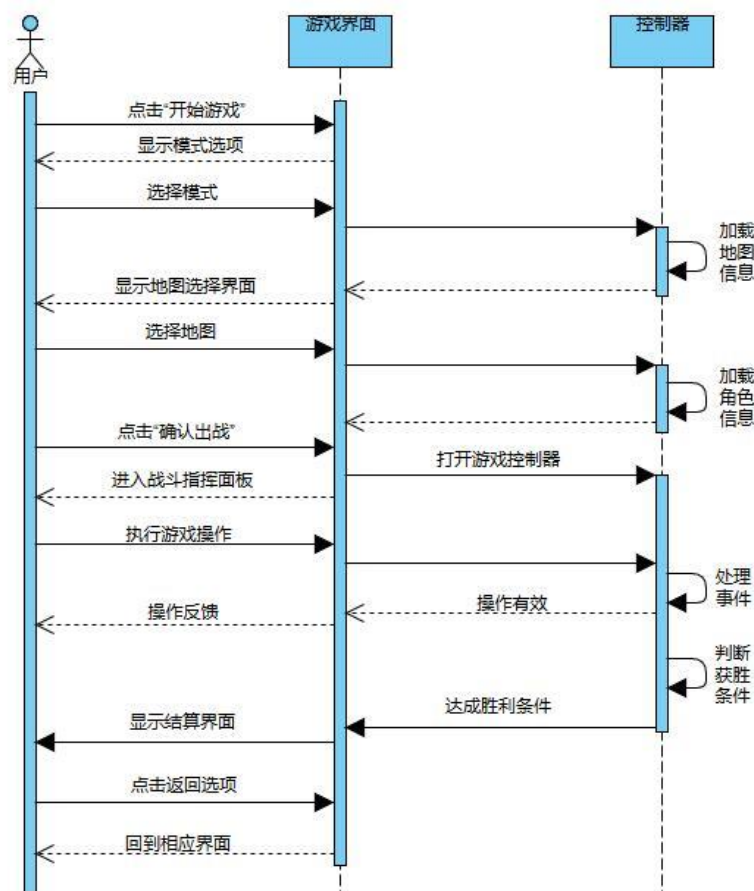 游戏界面
控制器
用户
点击“开始游戏”
显示模式选项
选择模式
加载
地图
信息
显示地图选择界面
选择地图
加载
角色
信息
点击“确认出战”
打开游戏控制器
进入战斗指挥面板
执行游戏操作
处理
事件
操作有效
操作反馈
判断
获胜
条件
达成胜利条件
显示结算界面
点击返回选项
回到相应界面